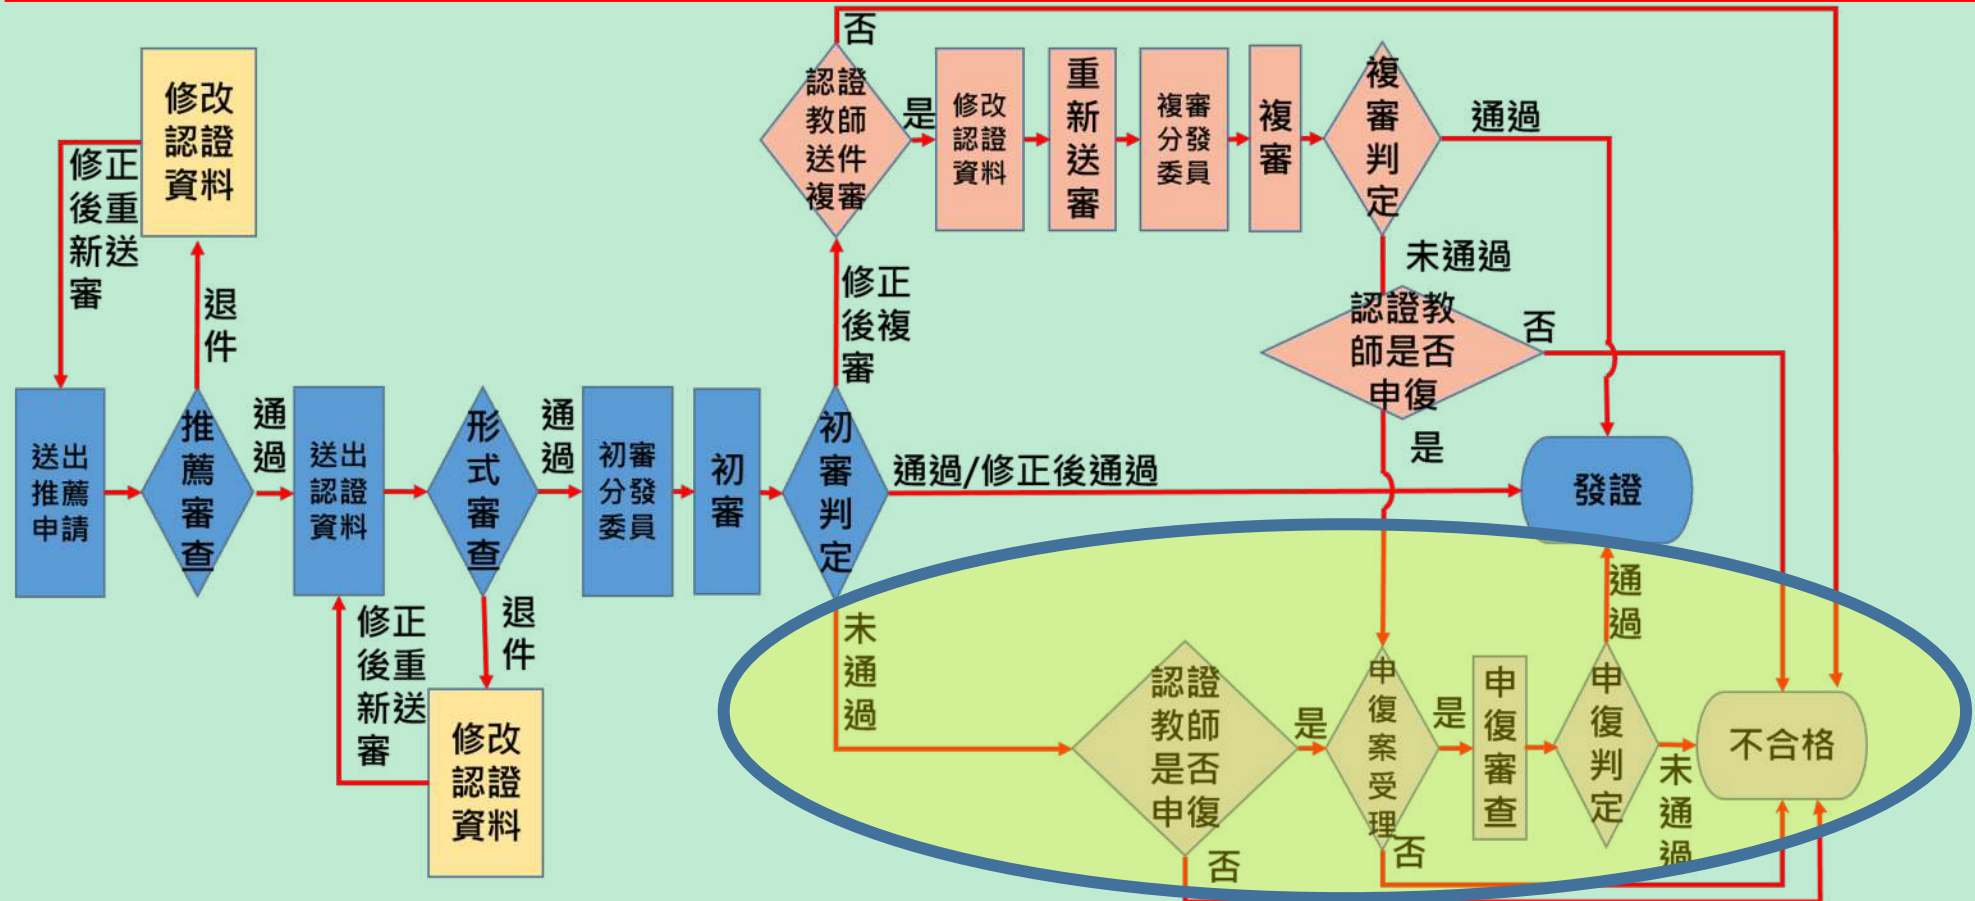 否
認證
教師
送件
複審
是
修改
認證
資料
重
新
送
審
複審
分發
委員
複
審
複
審
判
定
通過
未通過
認證教
師是否
申復
否
是
修改
認證
資料
修正
後重
新送
審
退
件
修正
後複
審
送出
推薦
申請
推
薦
審
查
通
過
送出
認證
資料
形
式
審
查
通
過
初審
分發
委員
初
審
初
審
判
定
通過/修正後通過
發證
修正
後重
新送
審
退
件
修改
認證
資料
未
通
過
認證
教師
是否
申復
是
否
申
復
案
受
理
是
否
申
復
審
查
申
復
判
定
通
過
未
通
過
不合格